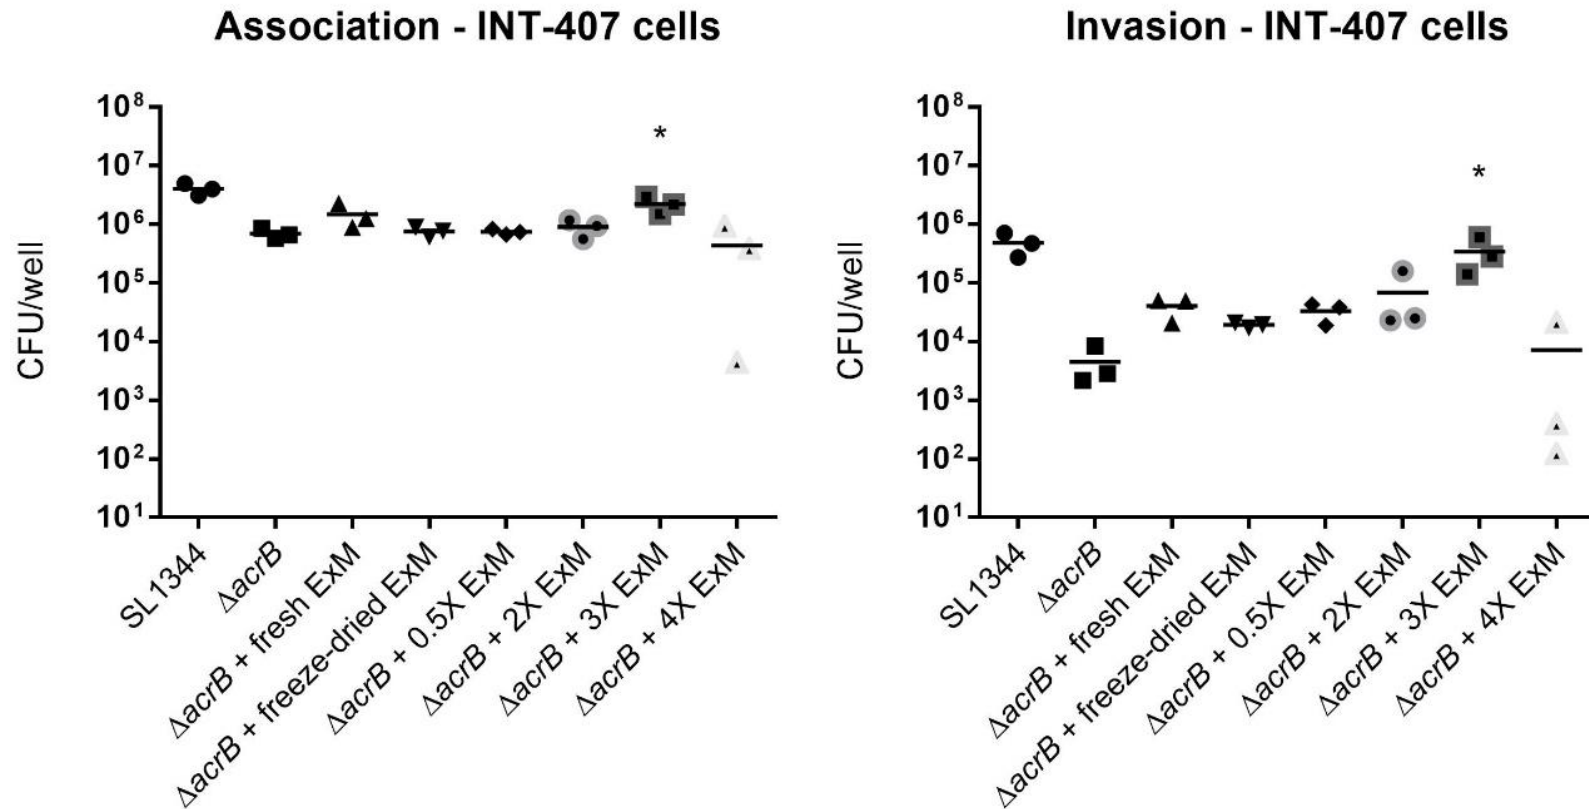 Association - INT-407 cells
CFU/well
10⁸
10⁷
10⁶
10⁵
10⁴
10³
10²
10¹
*
SL1344
ΔacrB
ΔacrB + fresh ExM
ΔacrB + freeze-dried ExM
ΔacrB + 0.5X ExM
ΔacrB + 2X ExM
ΔacrB + 3X ExM
ΔacrB + 4X ExM
Invasion - INT-407 cells
CFU/well
10⁸
10⁷
10⁶
10⁵
10⁴
10³
10²
10¹
*
SL1344
ΔacrB
ΔacrB + fresh ExM
ΔacrB + freeze-dried ExM
ΔacrB + 0.5X ExM
ΔacrB + 2X ExM
ΔacrB + 3X ExM
ΔacrB + 4X ExM